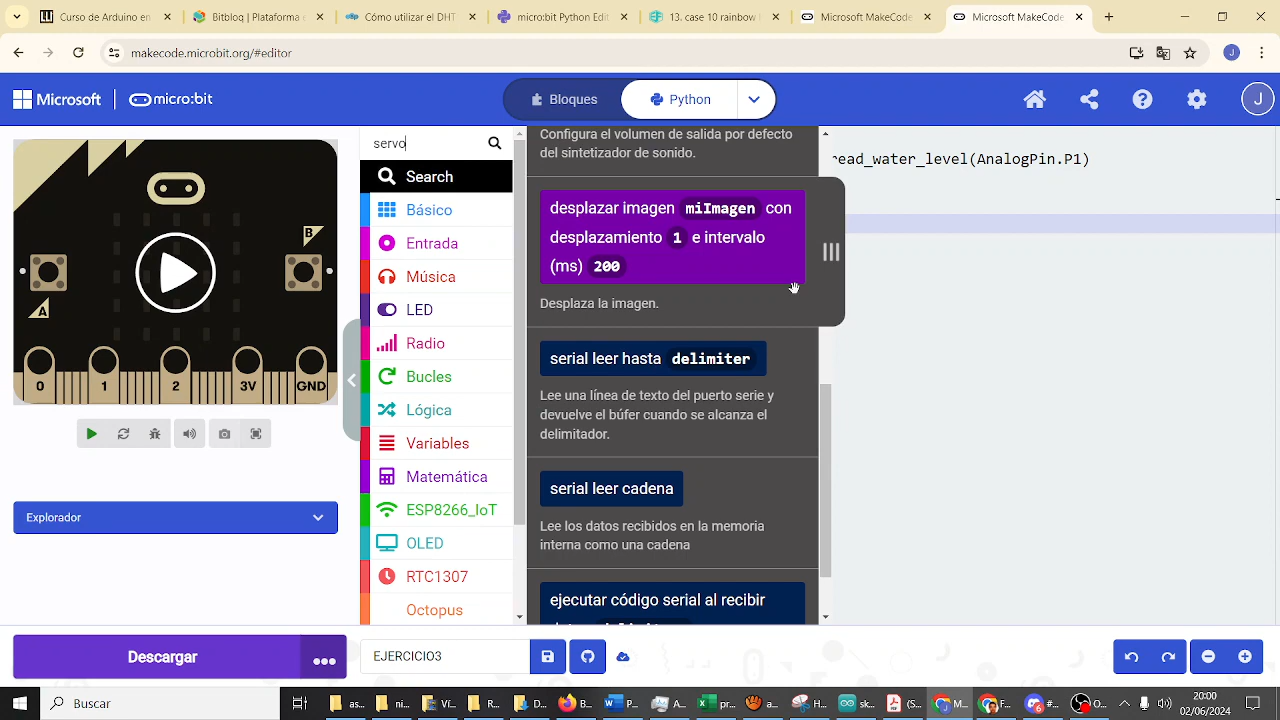 Curso en
Bitbloq | Plataforma e
Cómo utilizar el DHT
micro:bit Python Edit
13. case 10 rainbow
Microsoft MakeCode
Microsoft MakeCode
makecode.microbit.org/#editor
J
Microsoft
micro:bit
Bloques
Python
J
servo
Search
Básico
Entrada
Música
LED
Radio
Bucles
Lógica
Variables
Matemática
ESP8266_IoT
OLED
RTC1307
Octopus
A
B
0 1 2 3V GND
Explorador
Configura el volumen de salida por defecto
del sintetizador de sonido.
desplazar imagen miImagen con
desplazamiento 1 e intervalo
(ms) 200
Desplaza la imagen.
serial leer hasta delimiter
Lee una línea de texto del puerto serie y
devuelve el búfer cuando se alcanza el
delimitador.
serial leer cadena
Lee los datos recibidos en la memoria
interna como una cadena
ejecutar código serial al recibir
read_water_level(AnalogPin.P1)
Descargar
EJERCICIO3
Buscar
20:00
02/06/2024